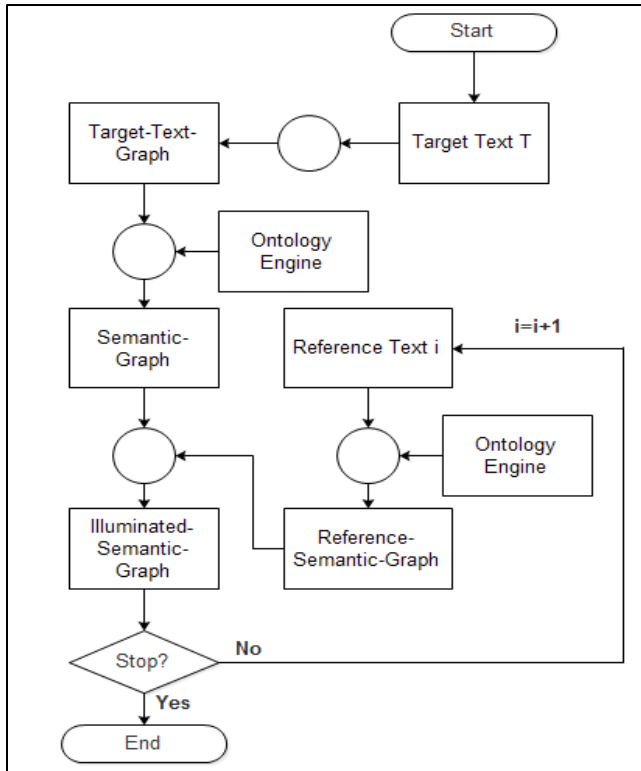 Start
Target-Text-
Graph
Target Text T
Ontology
Engine
Semantic-
Graph
Reference Text i
i=i+1
Ontology
Engine
Illuminated-
Semantic-
Graph
Reference-
Semantic-Graph
Stop?
No
Yes
End